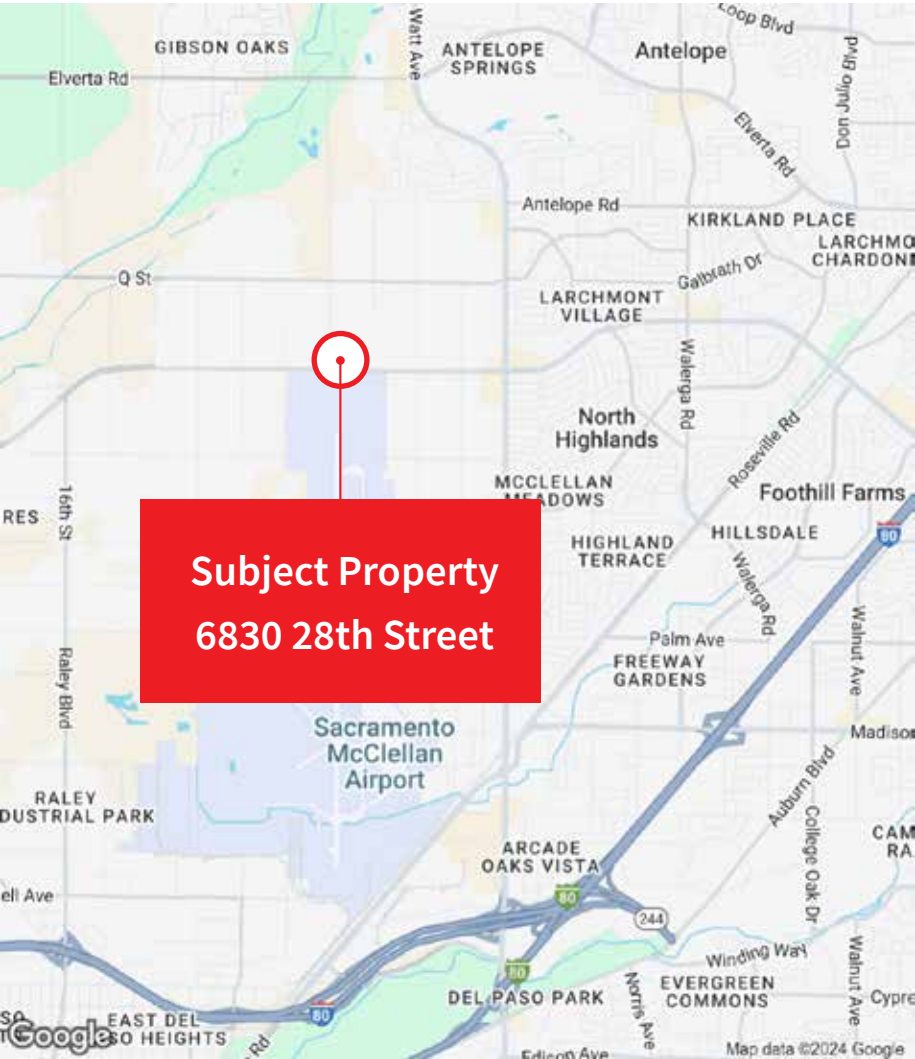 Loop Blvd
GIBSON OAKS
Watt Ave
ANTELOPE
SPRINGS
Antelope
Don Julio Blvd
Elverta Rd
Elverta Rd
Antelope Rd
KIRKLAND PLACE
LARCHMO
CHARDON
Q St
Galbrath Dr
LARCHMONT
VILLAGE
Walerga Rd
North
Highlands
Roseville Rd
MCCLELLAN
MEADOWS
Foothill Farms
16th St
RES
80
HIGHLAND
TERRACE
HILLSDALE
Subject Property
6830 28th Street
Walerga Rd
Walnut Ave
Palm Ave
FREEWAY
GARDENS
Raley Blvd
Sacramento
McClellan
Airport
Madiso
Auburn Blvd
RALEY
DUSTRIAL PARK
College Oak Dr
CAM
RA
ARCADE
OAKS VISTA
ell Ave
80
244
Winding Way
Walnut Ave
80
DEL PASO PARK
Norris Ave
EVERGREEN
COMMONS
Cypre
80
EAST DEL
SO HEIGHTS
Rd
Google
Edison Ave
Map data ©2024 Google